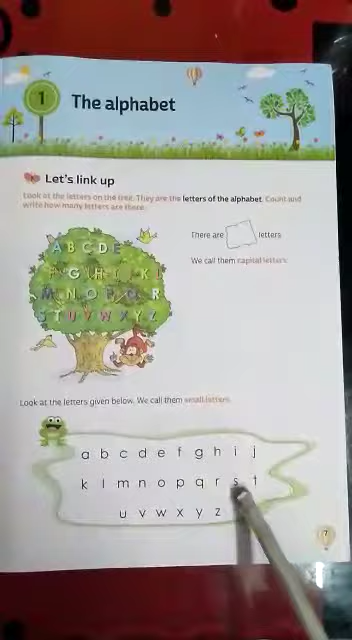 1 The alphabet
Let's link up
Look at the letters on the tree. They are the letters of the alphabet. Count and
write how many letters are there.
There are letters
We call them capital letters.
A B C D E
F G H I J K L
M N O P Q R
S T U V W X Y Z
Look at the letters given below. We call them small letters.
a b c d e f g h i j
k l m n o p q r s t
u v w x y z
7